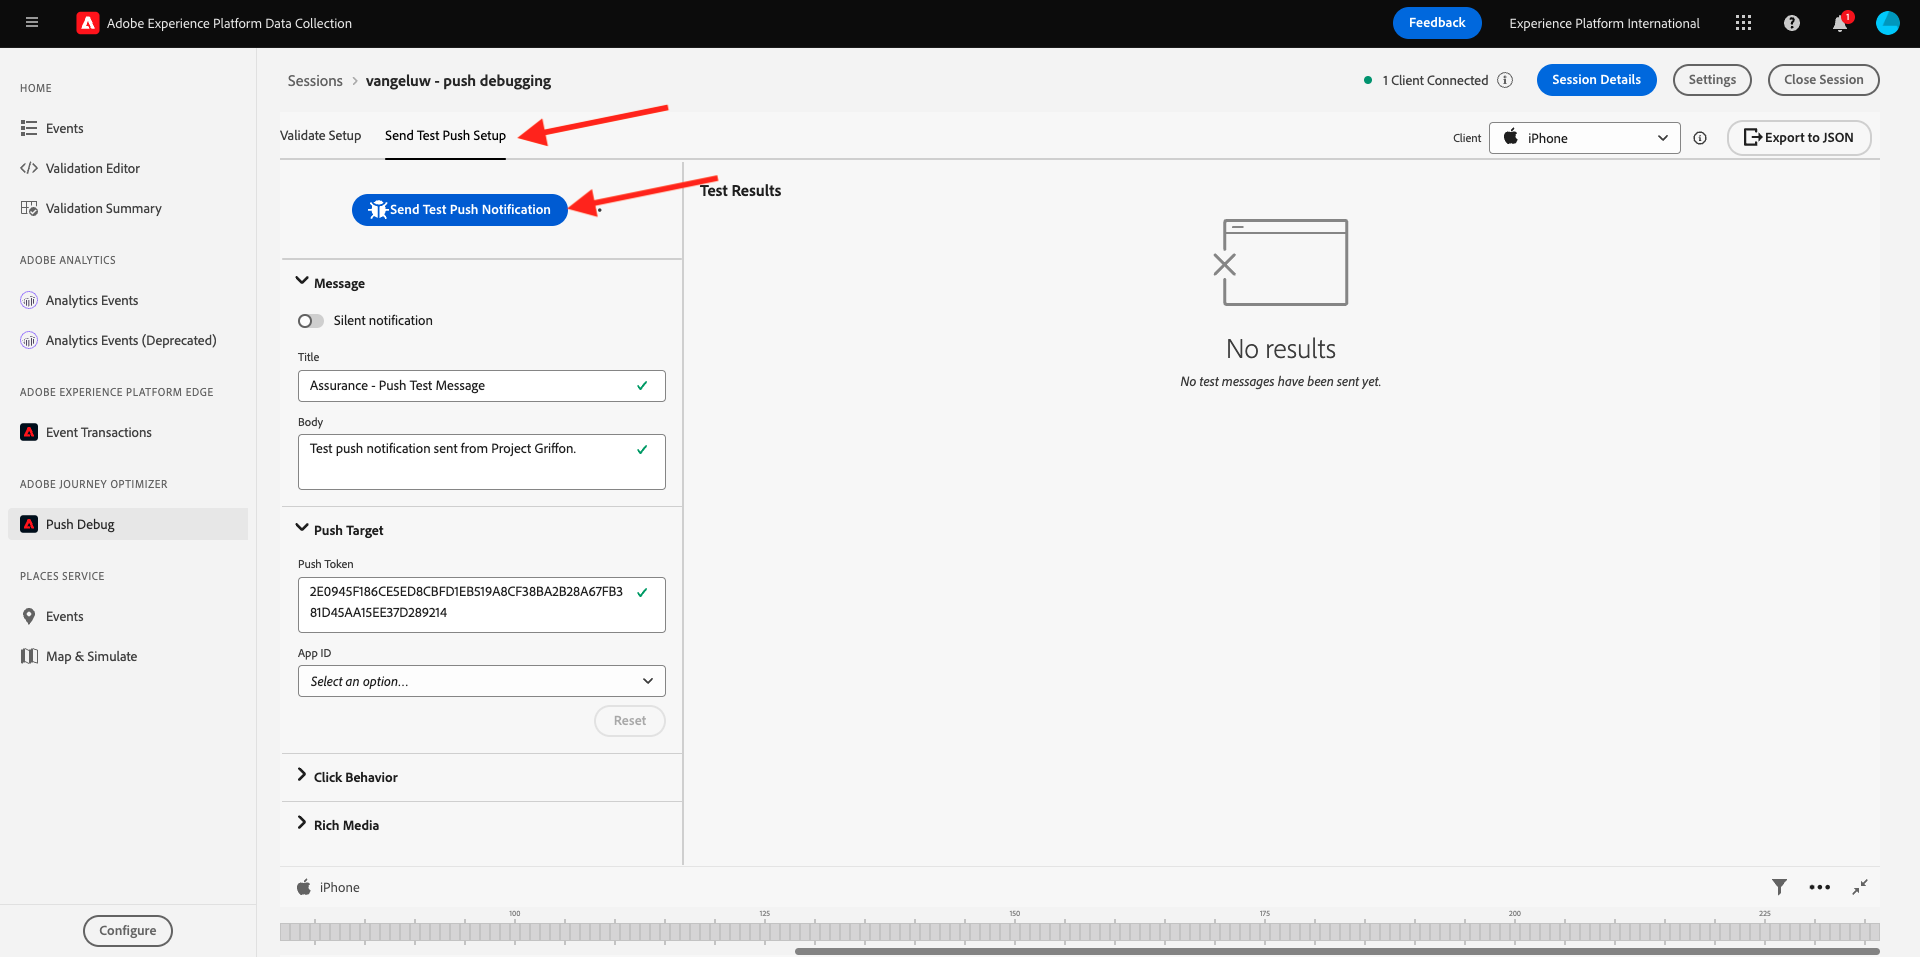 Adobe Experience Platform Data Collection
Feedback
Experience Platform International
1
HOME
Events
Validation Editor
Validation Summary
ADOBE ANALYTICS
Analytics Events
Analytics Events (Deprecated)
ADOBE EXPERIENCE PLATFORM EDGE
Event Transactions
ADOBE JOURNEY OPTIMIZER
Push Debug
PLACES SERVICE
Events
Map & Simulate
Configure
Sessions > vangeluw - push debugging
1 Client Connected
Session Details
Settings
Close Session
Validate Setup
Send Test Push Setup
Client
iPhone
Export to JSON
Send Test Push Notification
Message
Silent notification
Title
Assurance - Push Test Message
Body
Test push notification sent from Project Griffon.
Push Target
Push Token
2E0945F186CE5ED8CBFD1EB519A8CF38BA2B28A67FB3
81D45AA15EE37D289214
App ID
Select an option...
Reset
Click Behavior
Rich Media
Test Results
No results
No test messages have been sent yet.
iPhone
100
125
150
175
200
225